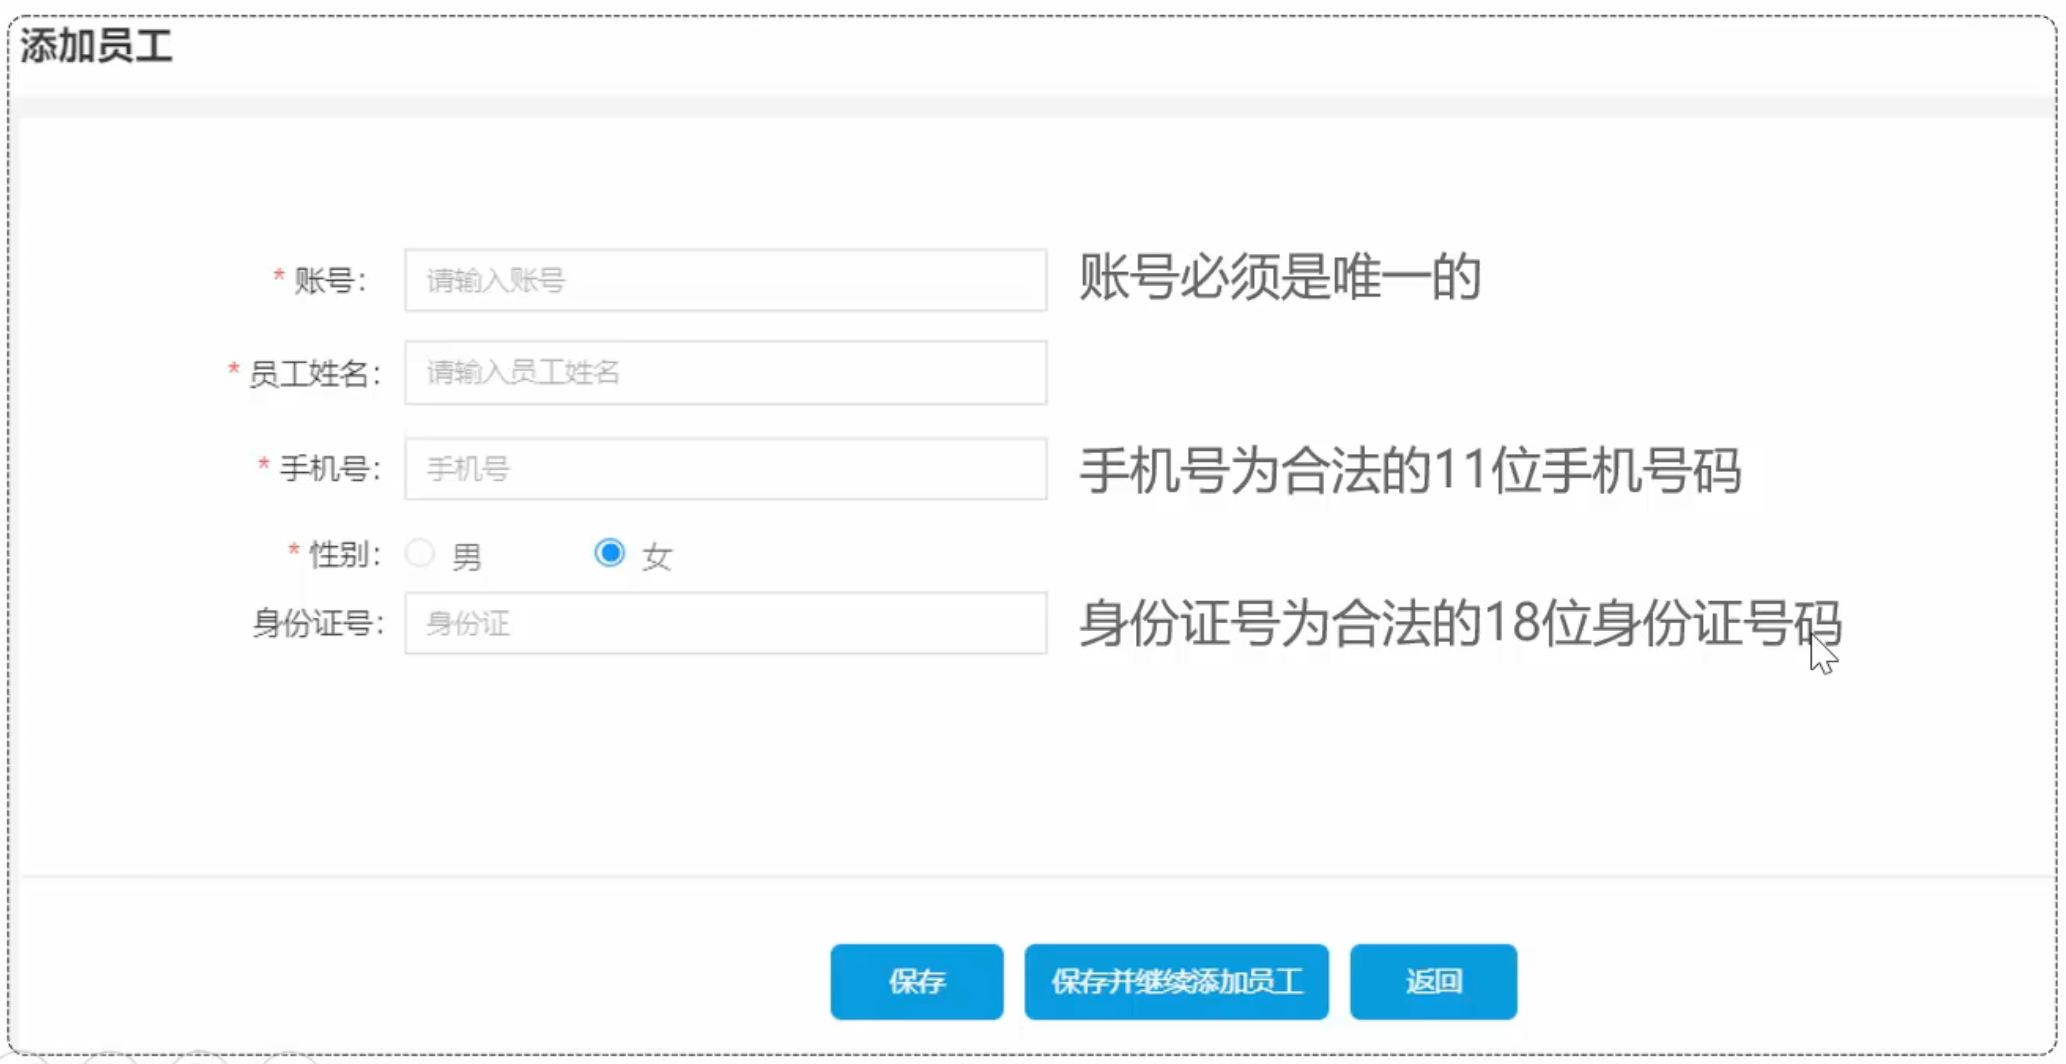 添加员工
* 账号: 请输入账号 账号必须是唯一的
* 员工姓名: 请输入员工姓名
* 手机号: 手机号 手机号为合法的11位手机号码
* 性别: 男 女
身份证号: 身份证 身份证号为合法的18位身份证号码
保存 保存并继续添加员工 返回